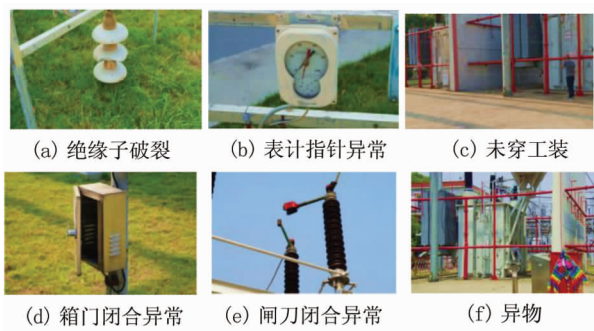 (a) 绝缘子破裂
(b) 表计指针异常
(c) 未穿工装
(d) 箱门闭合异常
(e) 闸刀闭合异常
(f) 异物